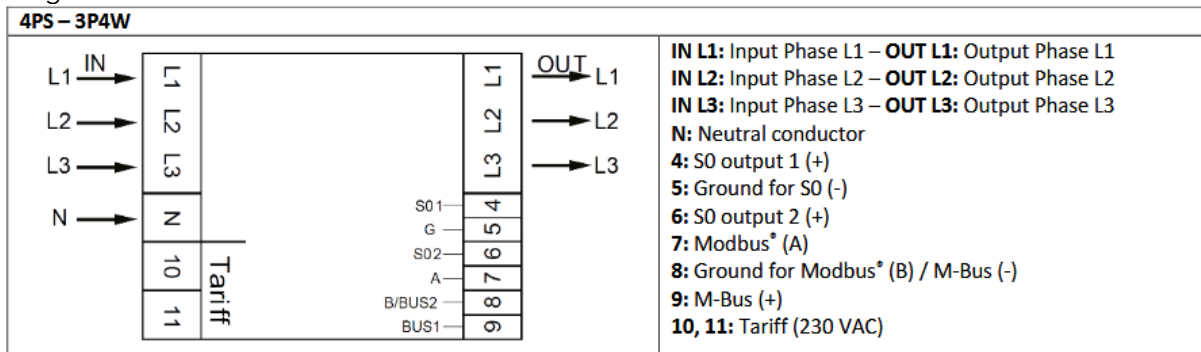 4PS – 3P4W
IN
L1
L2
L3
N
L1
L2
L3
N
10
11
Tariff
S01
G
S02
A
B/BUS2
BUS1
L1
L2
L3
4
5
6
7
8
9
OUT
L1
L2
L3
IN L1: Input Phase L1 – OUT L1: Output Phase L1
IN L2: Input Phase L2 – OUT L2: Output Phase L2
IN L3: Input Phase L3 – OUT L3: Output Phase L3
N: Neutral conductor
4: S0 output 1 (+)
5: Ground for S0 (-)
6: S0 output 2 (+)
7: Modbus® (A)
8: Ground for Modbus® (B) / M-Bus (-)
9: M-Bus (+)
10, 11: Tariff (230 VAC)